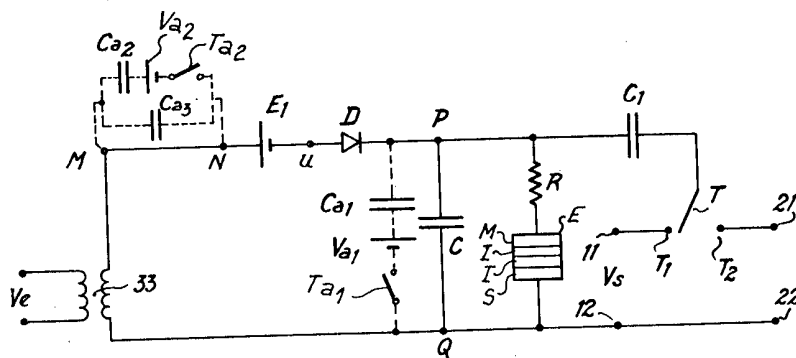 Va2
Ca2
Ta2
Ca3
E1
D
P
C1
M
N
u
R
T
21
Ca1
C
M
E
I
I
S
11
T1
T2
Va1
Vs
Ve
33
Ta1
12
22
Q